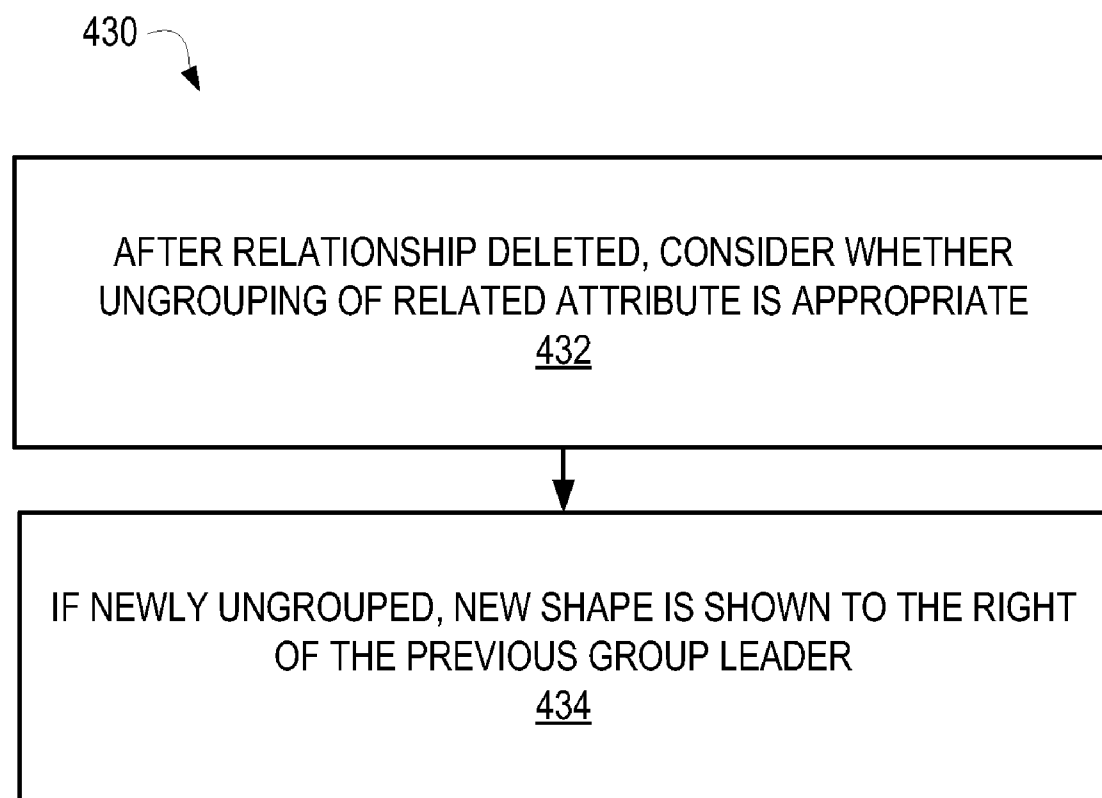 430
AFTER RELATIONSHIP DELETED, CONSIDER WHETHER
UNGROUPING OF RELATED ATTRIBUTE IS APPROPRIATE
432
IF NEWLY UNGROUPED, NEW SHAPE IS SHOWN TO THE RIGHT
OF THE PREVIOUS GROUP LEADER
434